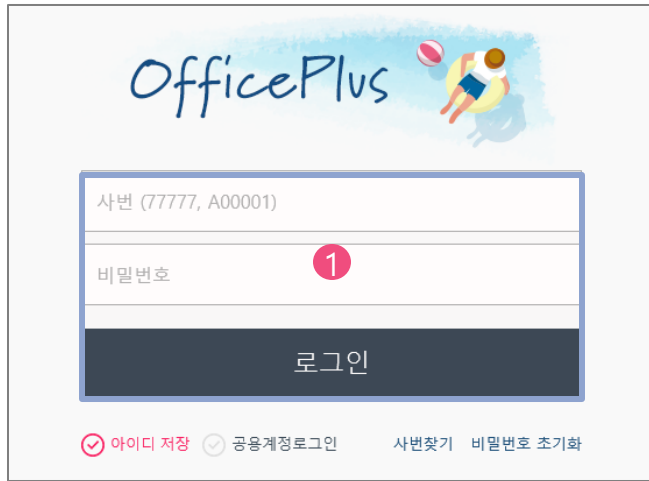 OfficePlus
사번 (77777, A00001)
1
비밀번호
로그인
아이디 저장 공용계정로그인 사번찾기 비밀번호 초기화